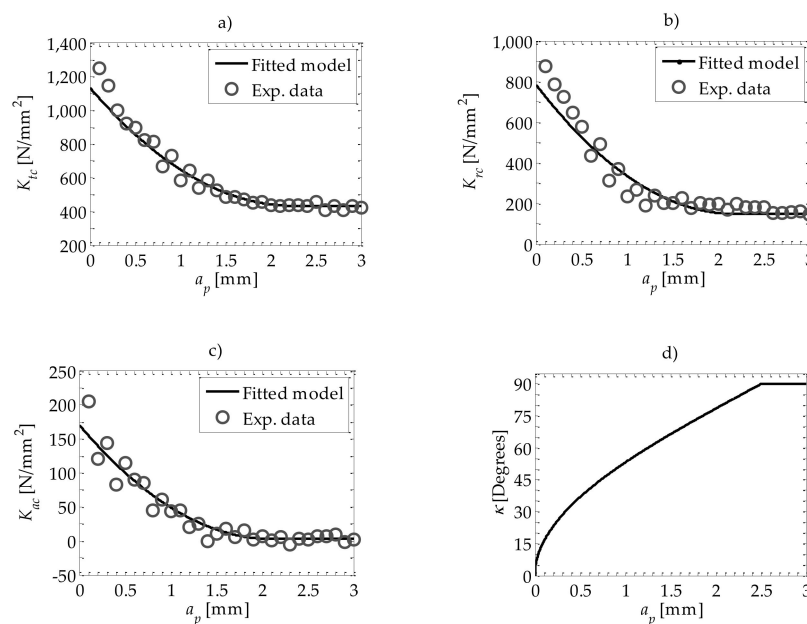 a)
1,400
1,200
1,000
800
600
400
200
K_tc [N/mm²]
Fitted model
Exp. data
0 0.5 1 1.5 2 2.5 3
a_p [mm]
b)
1,000
800
600
400
200
0
K_rc [N/mm²]
Fitted model
Exp. data
0 0.5 1 1.5 2 2.5 3
a_p [mm]
c)
250
200
150
100
50
0
-50
K_ac [N/mm²]
Fitted model
Exp. data
0 0.5 1 1.5 2 2.5 3
a_p [mm]
d)
90
75
60
45
30
15
0
κ [Degrees]
0 0.5 1 1.5 2 2.5 3
a_p [mm]